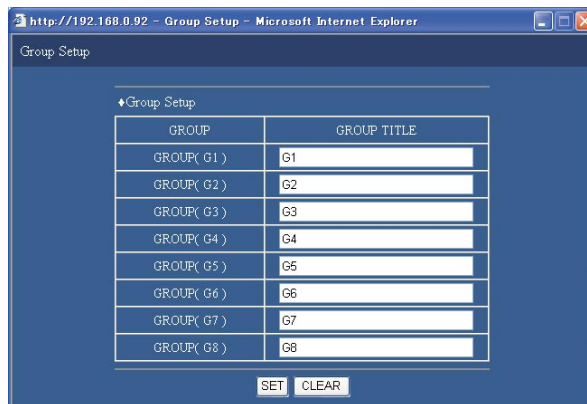 http://192.168.0.92 - Group Setup - Microsoft Internet Explorer
Group Setup
♦Group Setup
GROUP GROUP TITLE
GROUP( G1 ) G1
GROUP( G2 ) G2
GROUP( G3 ) G3
GROUP( G4 ) G4
GROUP( G5 ) G5
GROUP( G6 ) G6
GROUP( G7 ) G7
GROUP( G8 ) G8
SET CLEAR